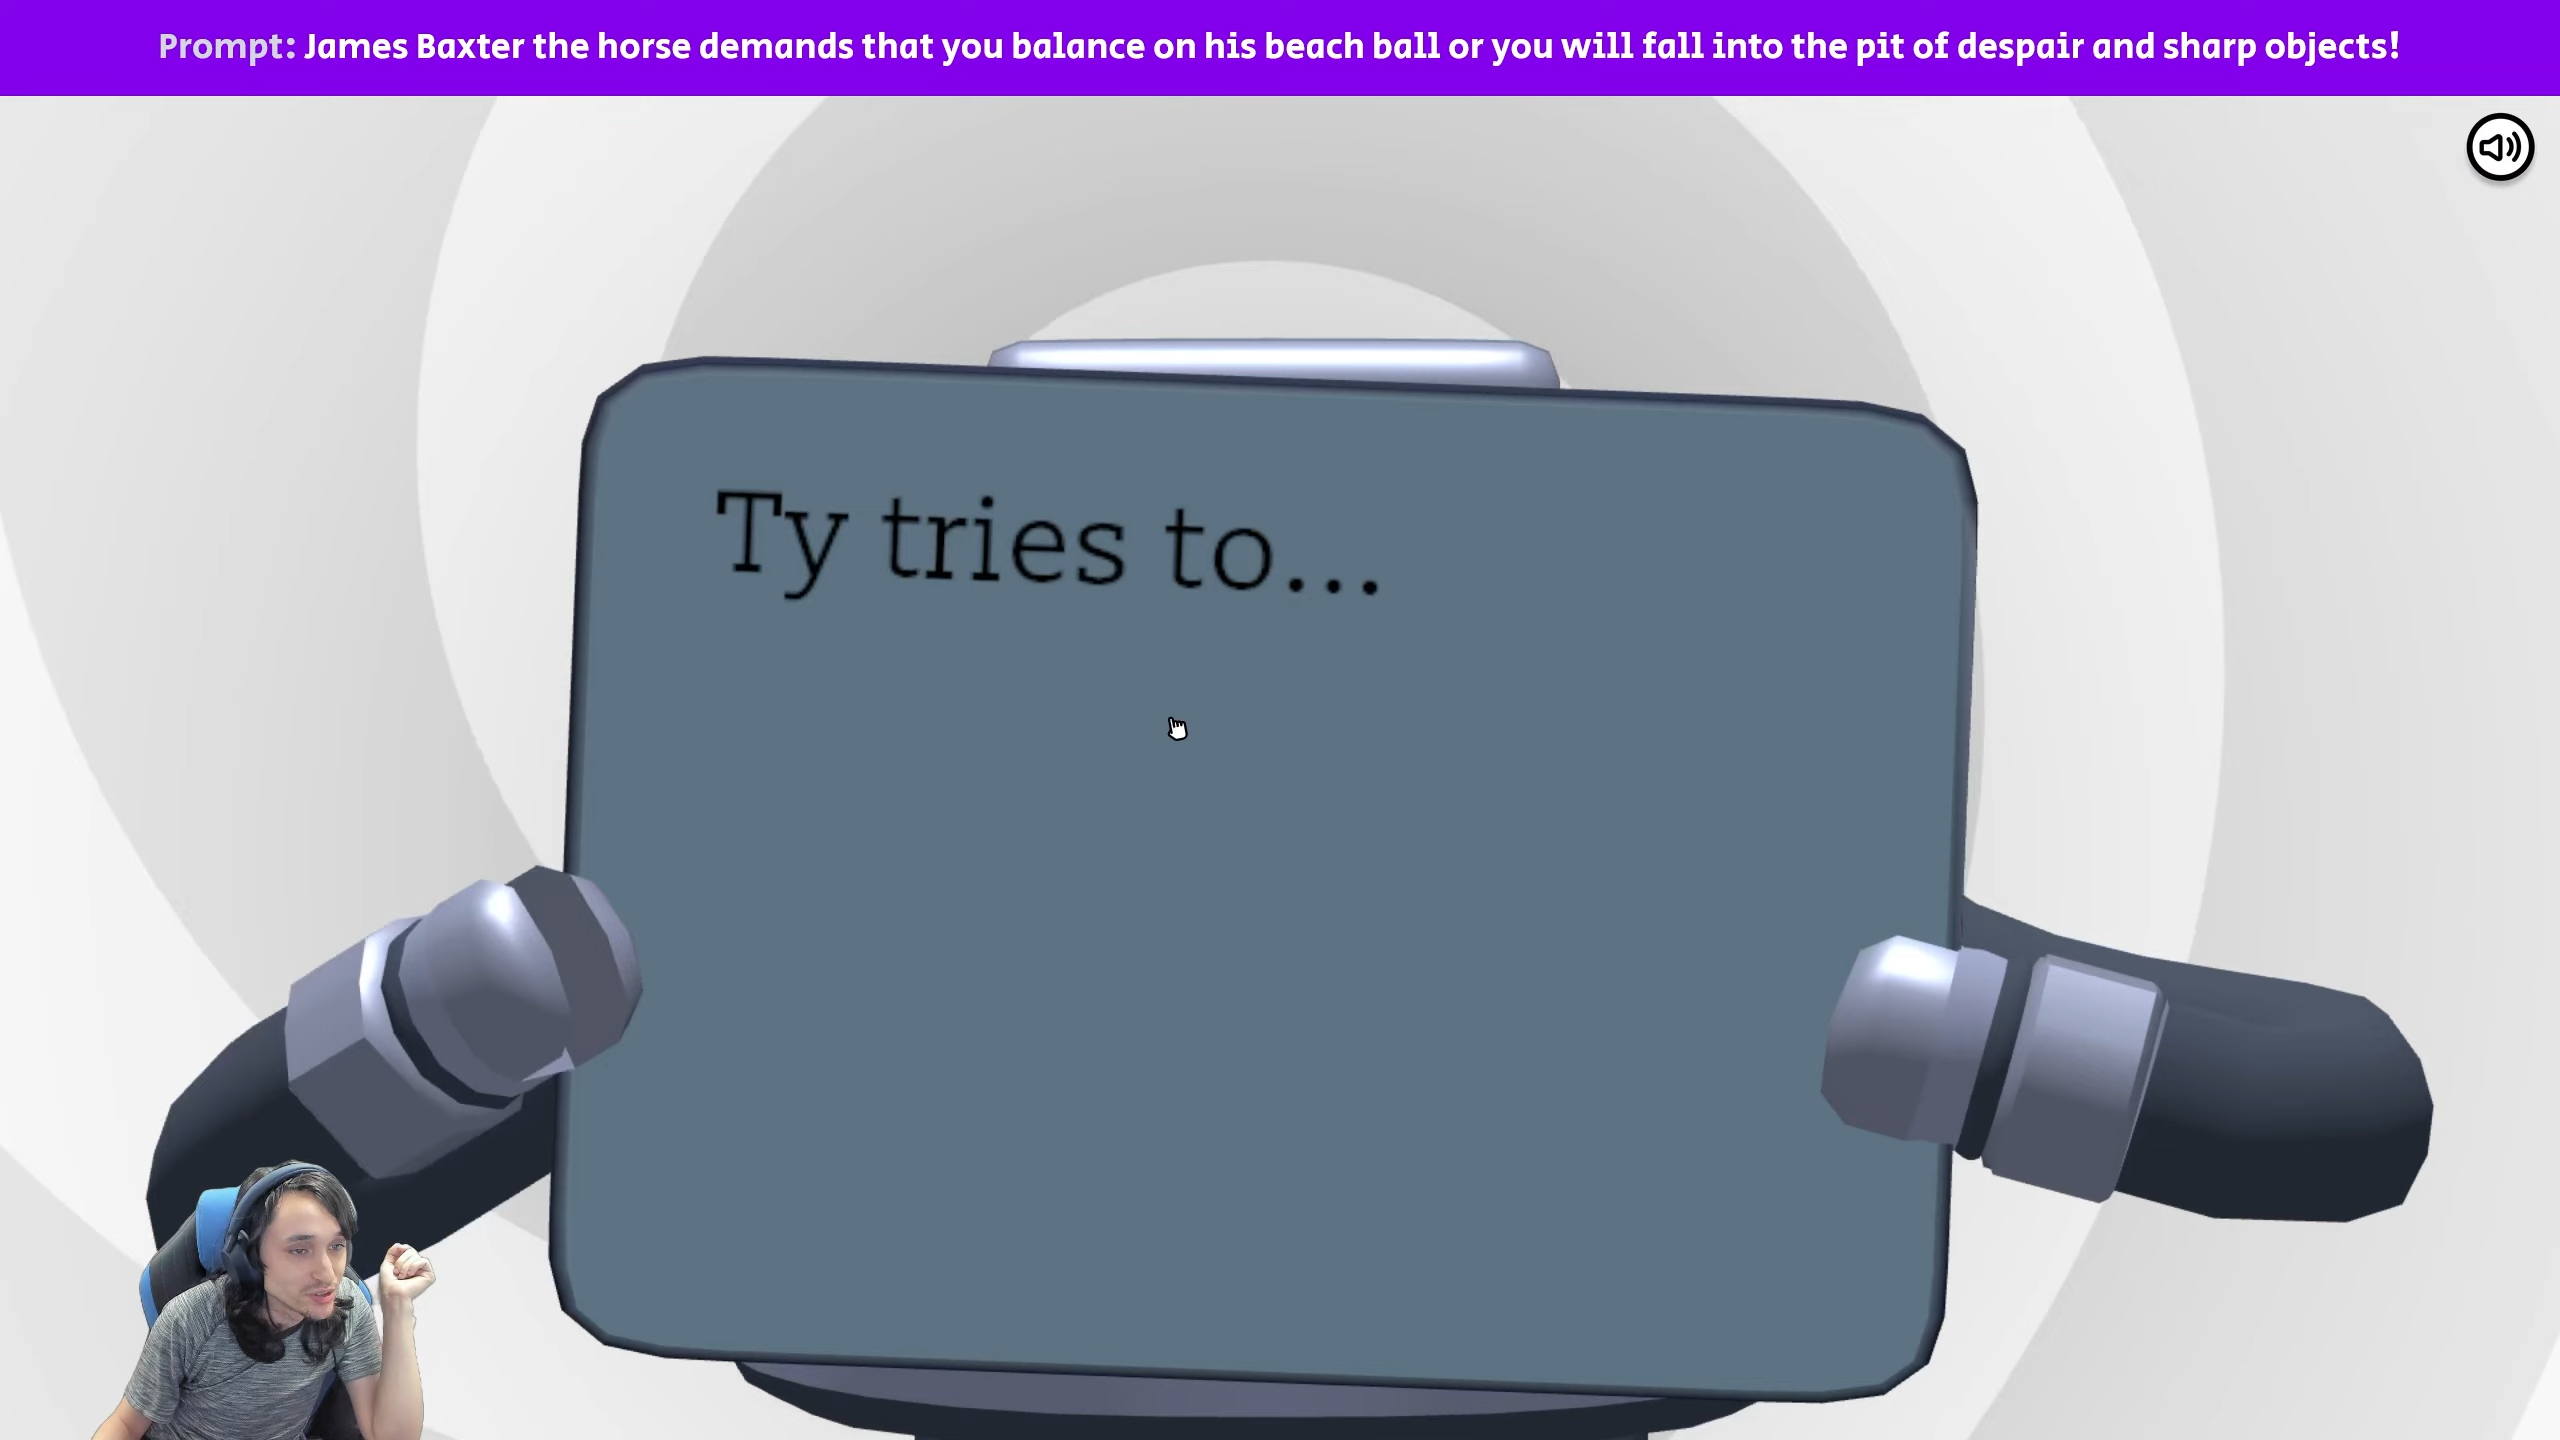 Prompt: James Baxter the horse demands that you balance on his beach ball or you will fall into the pit of despair and sharp objects!
Ty tries to...